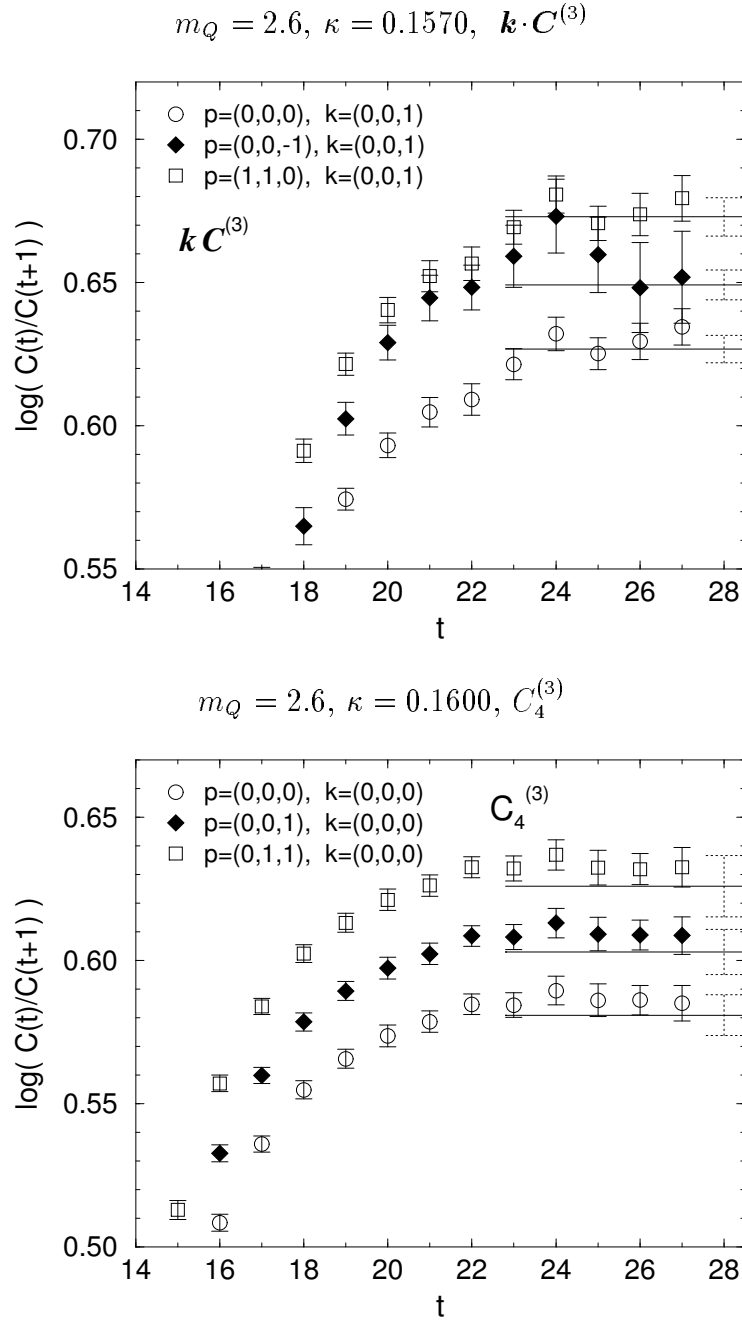 m_Q = 2.6, κ = 0.1570, k·C^(3)
p=(0,0,0), k=(0,0,1)
p=(0,0,-1), k=(0,0,1)
p=(1,1,0), k=(0,0,1)
k C^(3)
log( C(t)/C(t+1) )
0.70
0.65
0.60
0.55
14 16 18 20 22 24 26 28
t
m_Q = 2.6, κ = 0.1600, C_4^(3)
p=(0,0,0), k=(0,0,0)
p=(0,0,1), k=(0,0,0)
p=(0,1,1), k=(0,0,0)
C_4^(3)
log( C(t)/C(t+1) )
0.65
0.60
0.55
0.50
14 16 18 20 22 24 26 28
t